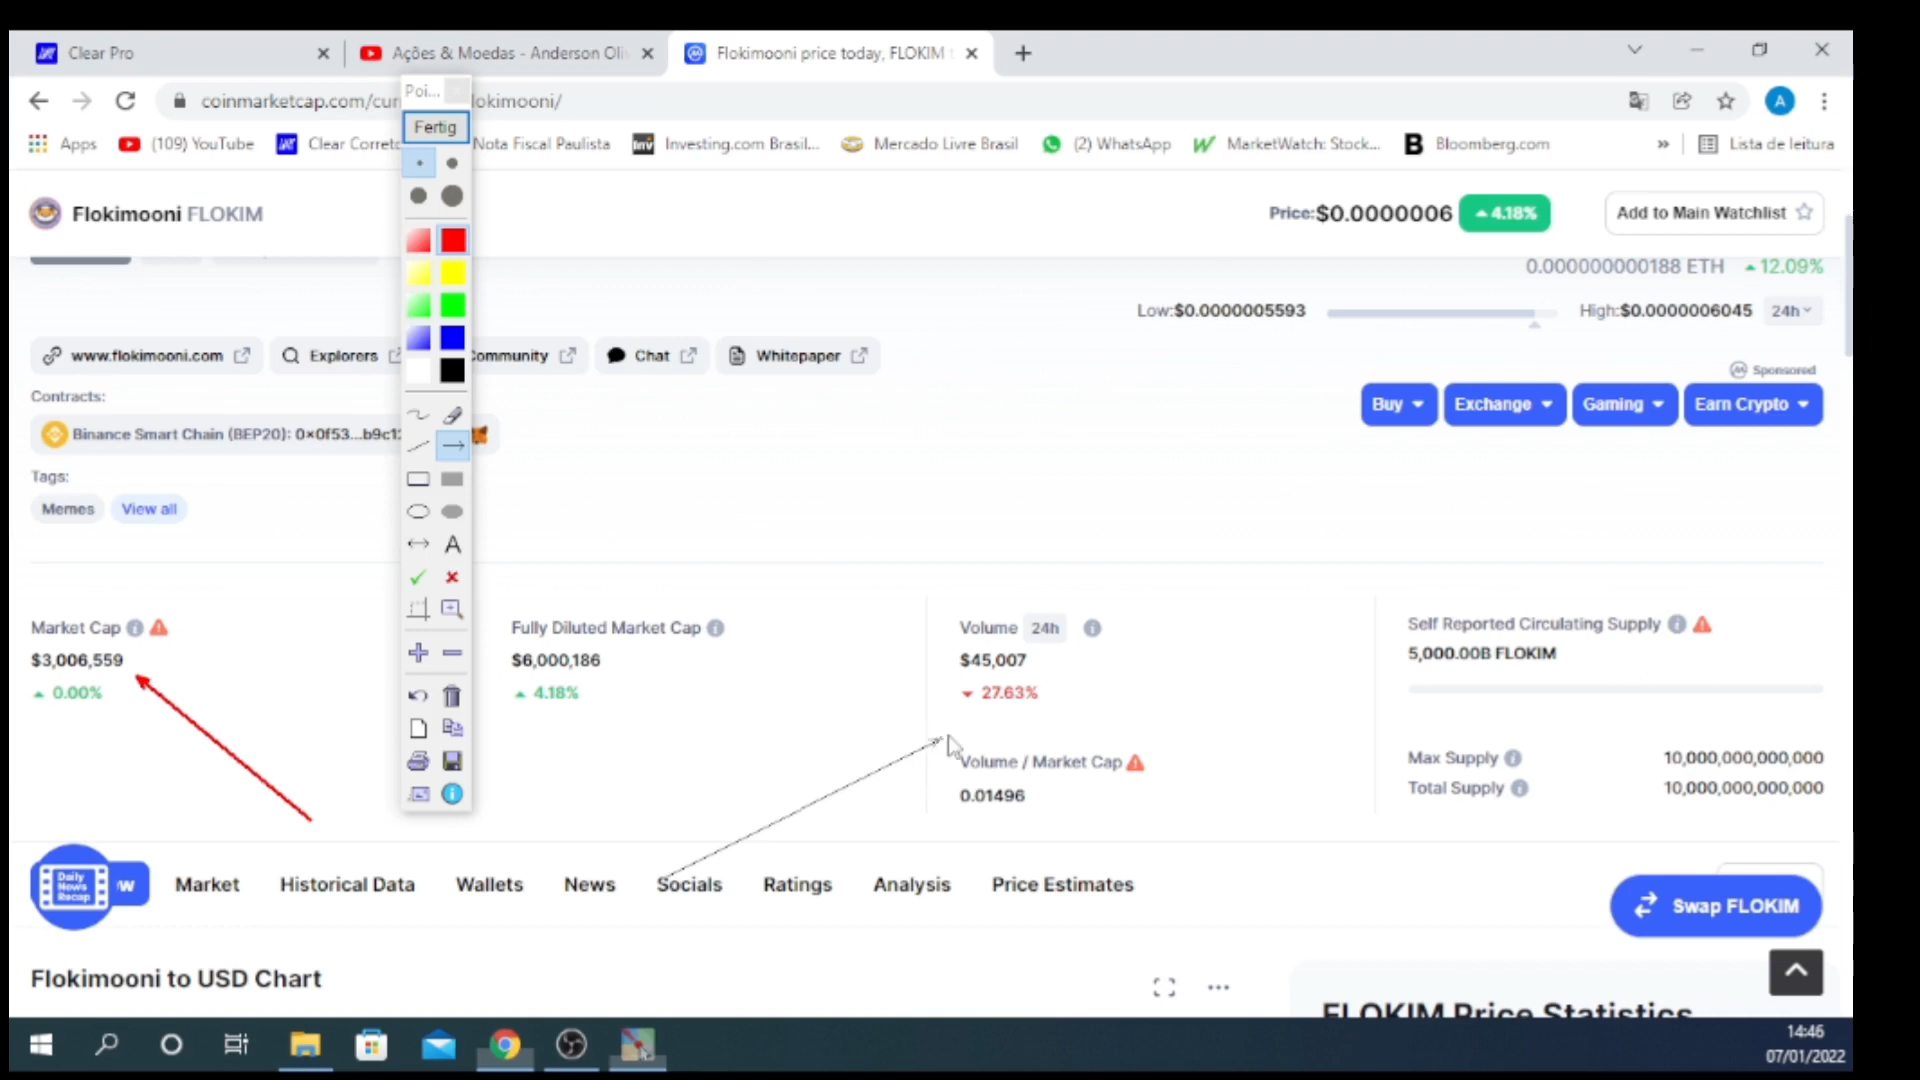 Clear Pro
Ações & Moedas - Anderson Oli
Flokimooni price today, FLOKIM t
coinmarketcap.com/cur
lokimooni/
A
Poi...
Fertig
Apps
(109) YouTube
Clear Correto
Nota Fiscal Paulista
Investing.com Brasil...
Mercado Livre Brasil
(2) WhatsApp
MarketWatch: Stock...
Bloomberg.com
»
Lista de leitura
Flokimooni FLOKIM
Price:$0.0000006
4.18%
Add to Main Watchlist
0.000000000188 ETH
12.09%
Low:$0.0000005593
High:$0.0000006045
24h
www.flokimooni.com
Explorers
ommunity
Chat
Whitepaper
Sponsored
Contracts:
Buy
Exchange
Gaming
Earn Crypto
Binance Smart Chain (BEP20): 0x0f53...b9c1
Tags:
Memes
View all
A
Market Cap
$3,006,559
0.00%
Fully Diluted Market Cap
$6,000,186
4.18%
Volume 24h
$45,007
27.63%
Volume / Market Cap
0.01496
Self Reported Circulating Supply
5,000.00B FLOKIM
Max Supply
10,000,000,000,000
Total Supply
10,000,000,000,000
Daily
News
Recap
w
Market
Historical Data
Wallets
News
Socials
Ratings
Analysis
Price Estimates
Swap FLOKIM
Flokimooni to USD Chart
FLOKIM Price Statistics
14:46
07/01/2022